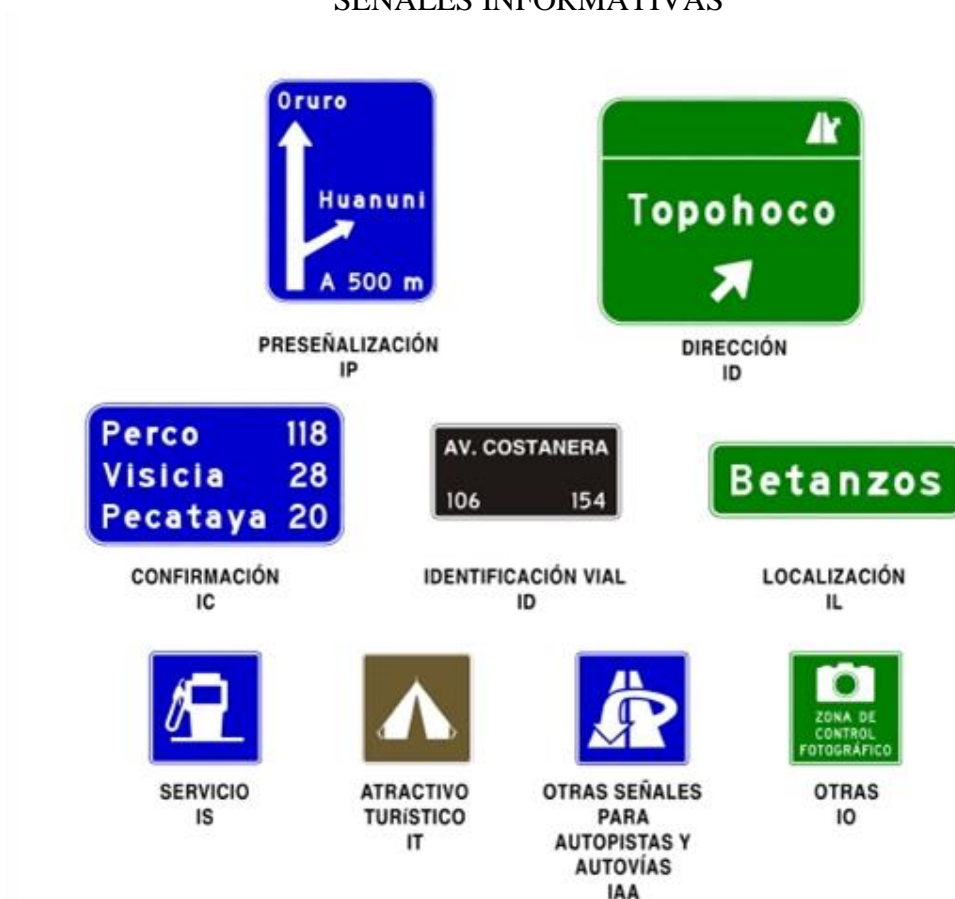 SEÑALES INFORMATIVAS
Oruro
Huanuni
A 500 m
PRESEÑALIZACIÓN
IP
Topohoco
DIRECCIÓN
ID
Perco 118
Visicia 28
Pecataya 20
CONFIRMACIÓN
IC
AV. COSTANERA
106 154
IDENTIFICACIÓN VIAL
ID
Betanzos
LOCALIZACIÓN
IL
SERVICIO
IS
ATRACTIVO
TURíSTICO
IT
OTRAS SEÑALES
PARA
AUTOPISTAS Y
AUTOVÍAS
IAA
ZONA DE
CONTROL
FOTOGRÁFICO
OTRAS
IO